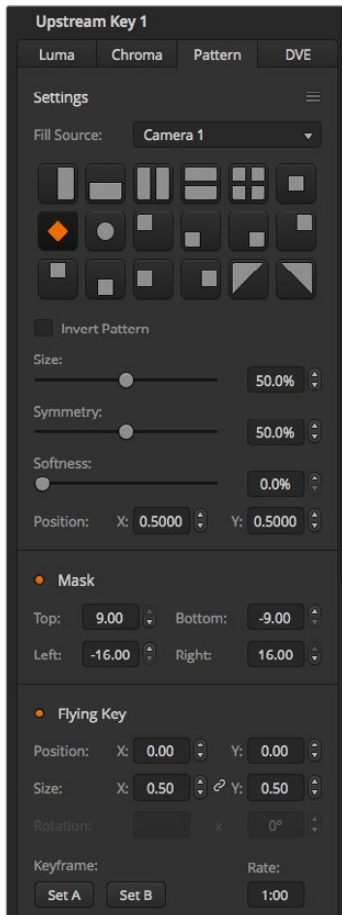 Upstream Key 1
Luma Chroma Pattern DVE
Settings
Fill Source: Camera 1
Invert Pattern
Size:
50.0%
Symmetry:
50.0%
Softness:
0.0%
Position: X: 0.5000 Y: 0.5000
Mask
Top: 9.00 Bottom: -9.00
Left: -16.00 Right: 16.00
Flying Key
Position: X: 0.00 Y: 0.00
Size: X: 0.50 Y: 0.50
Rotation: x 0°
Keyframe: Rate:
Set A Set B 1:00